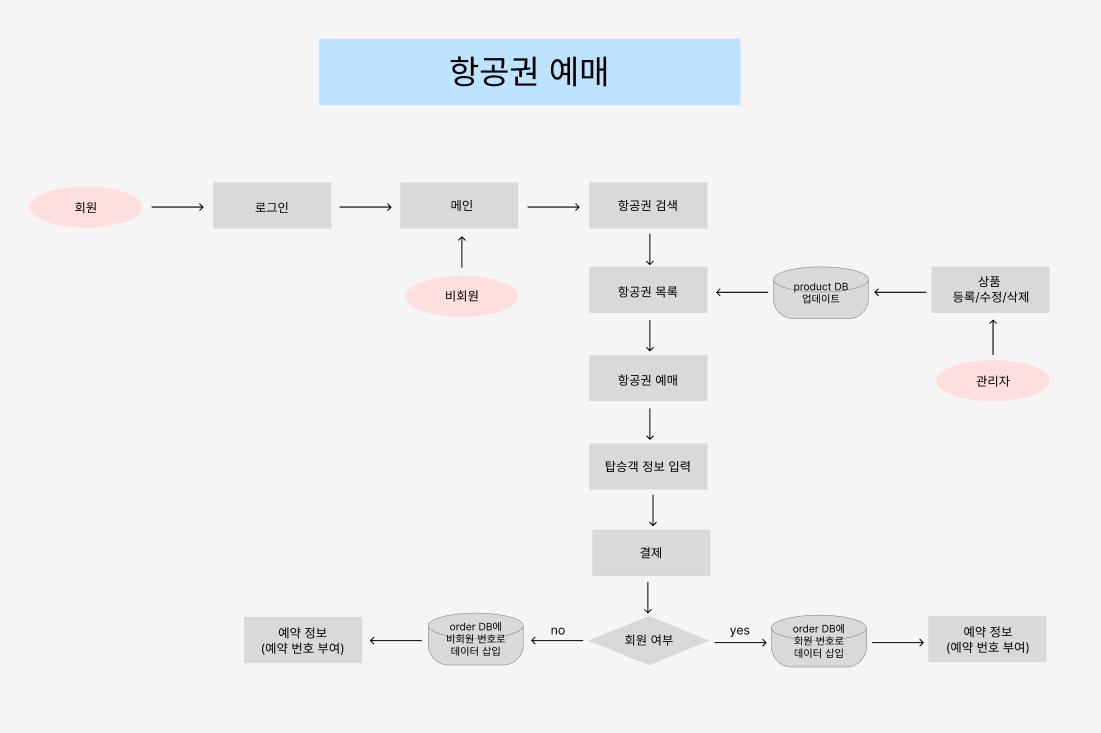 항공권 예매
회원
로그인
메인
항공권 검색
비회원
항공권 목록
product DB
업데이트
상품
등록/수정/삭제
관리자
항공권 예매
탑승객 정보 입력
결제
회원 여부
no
yes
order DB에
비회원 번호로
데이터 삽입
예약 정보
(예약 번호 부여)
order DB에
회원 번호로
데이터 삽입
예약 정보
(예약 번호 부여)